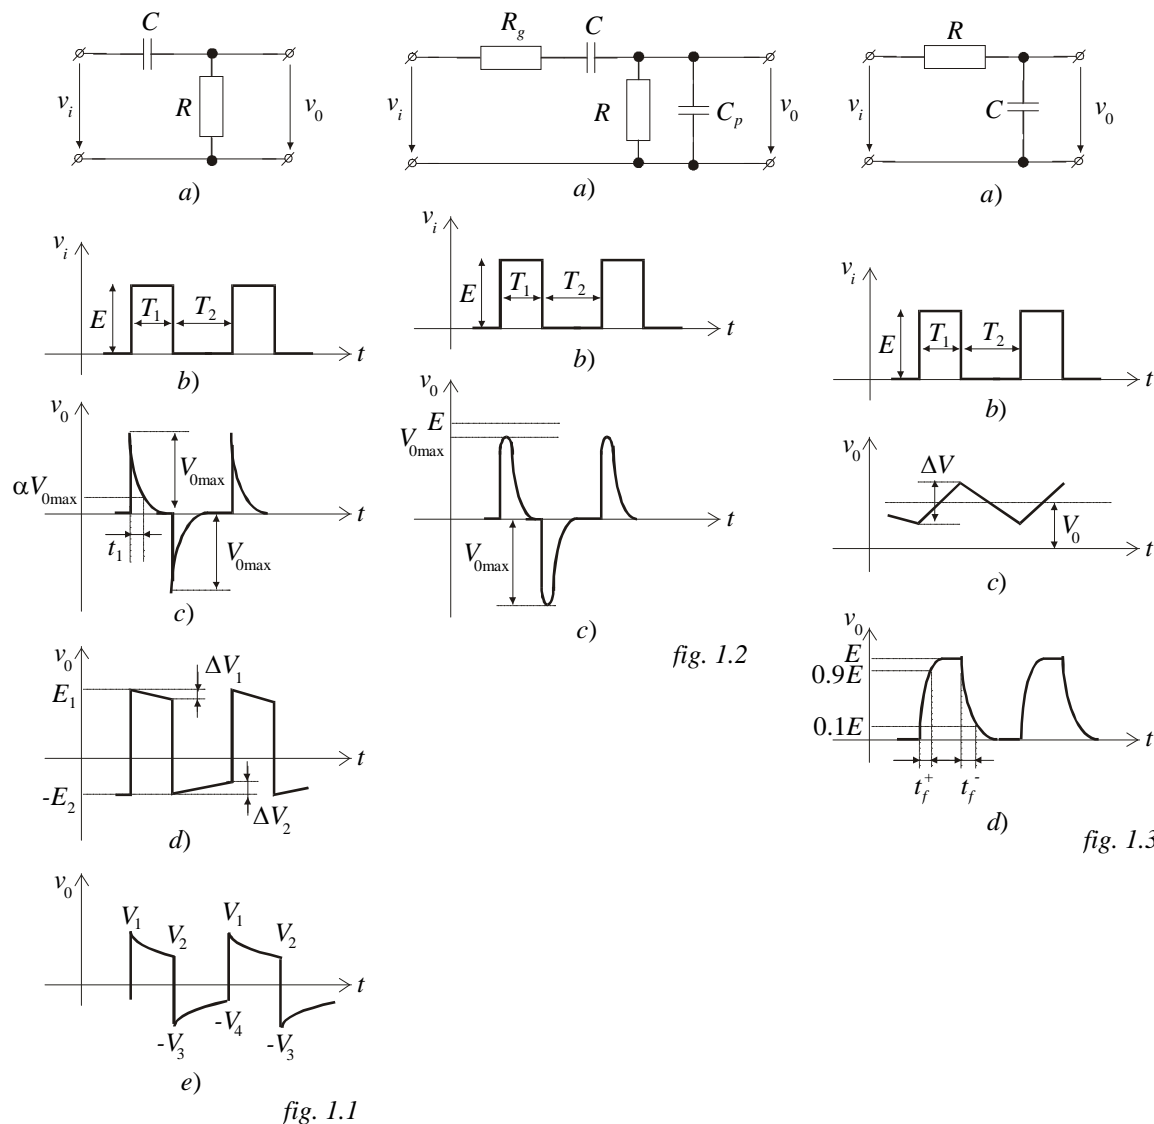 C
v_i
R
v_0
a)
v_i
E
T_1
T_2
t
b)
v_0
αV_0max
V_0max
t_1
V_0max
t
c)
v_0
ΔV_1
E_1
t
-E_2
ΔV_2
d)
v_0
V_1
V_2
V_1
V_2
t
-V_3
-V_4
-V_3
e)
fig. 1.1
R_g
C
v_i
R
C_p
v_0
a)
v_i
E
T_1
T_2
t
b)
v_0
E
V_0max
t
V_0max
c)
fig. 1.2
R
v_i
C
v_0
a)
v_i
E
T_1
T_2
t
b)
v_0
ΔV
V_0
t
c)
v_0
E
0.9E
0.1E
t
t_f^+
t_f^-
d)
fig. 1.3